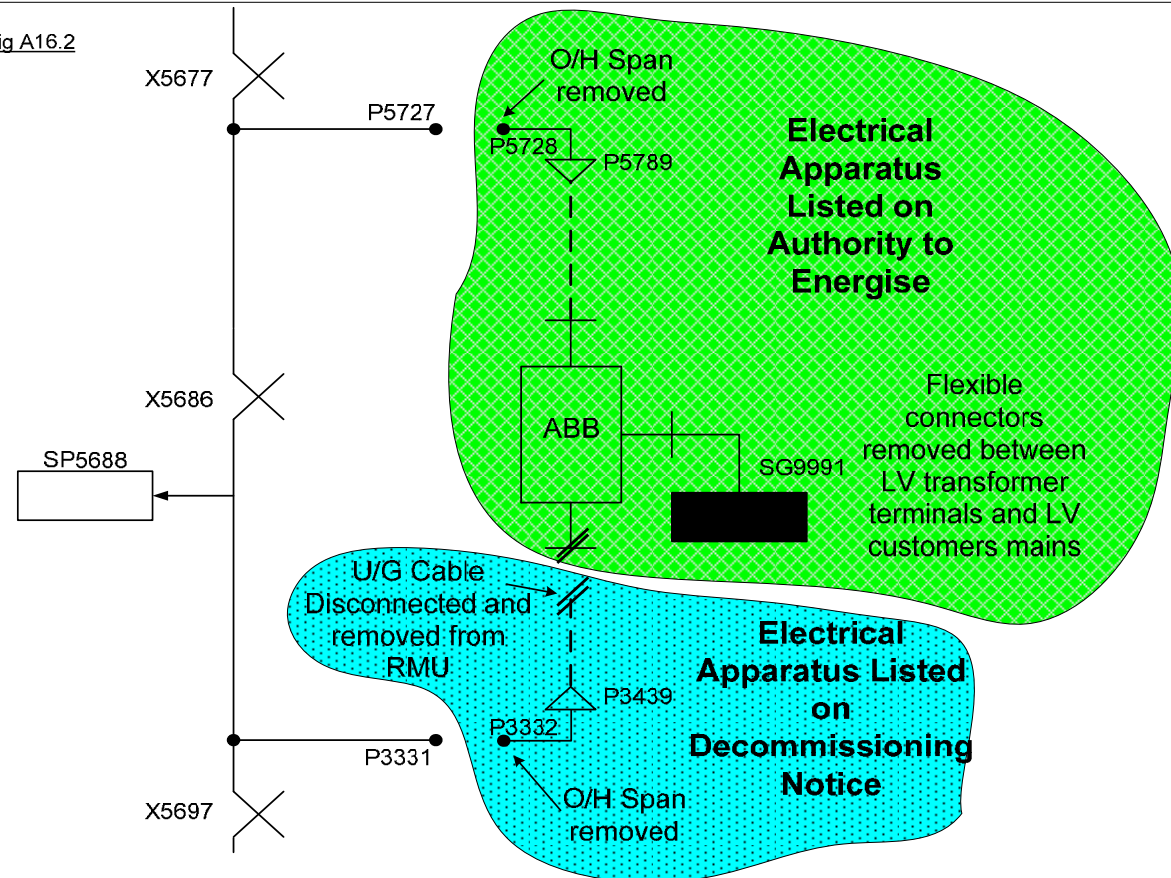 ig A16.2
X5677
P5727
O/H Span
removed
P5728
P5789
Electrical
Apparatus
Listed on
Authority to
Energise
X5686
SP5688
ABB
SG9991
Flexible
connectors
removed between
LV transformer
terminals and LV
customers mains
U/G Cable
Disconnected and
removed from
RMU
P3439
P3332
P3331
Electrical
Apparatus Listed
on
Decommissioning
Notice
X5697
O/H Span
removed